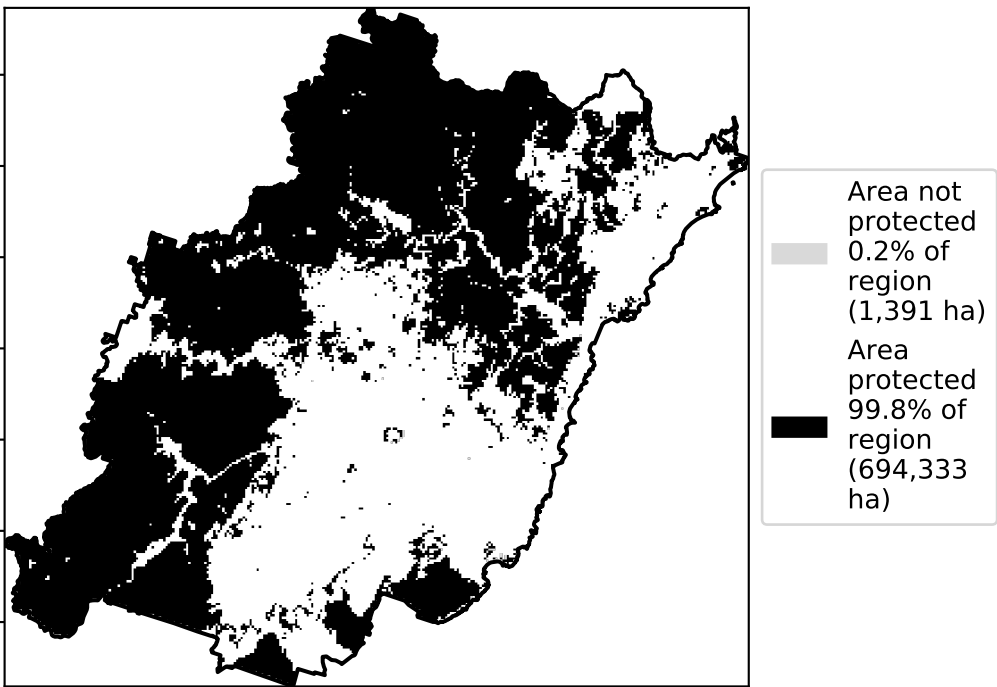 Area not
protected
0.2% of
region
(1,391 ha)
Area
protected
99.8% of
region
(694,333
ha)